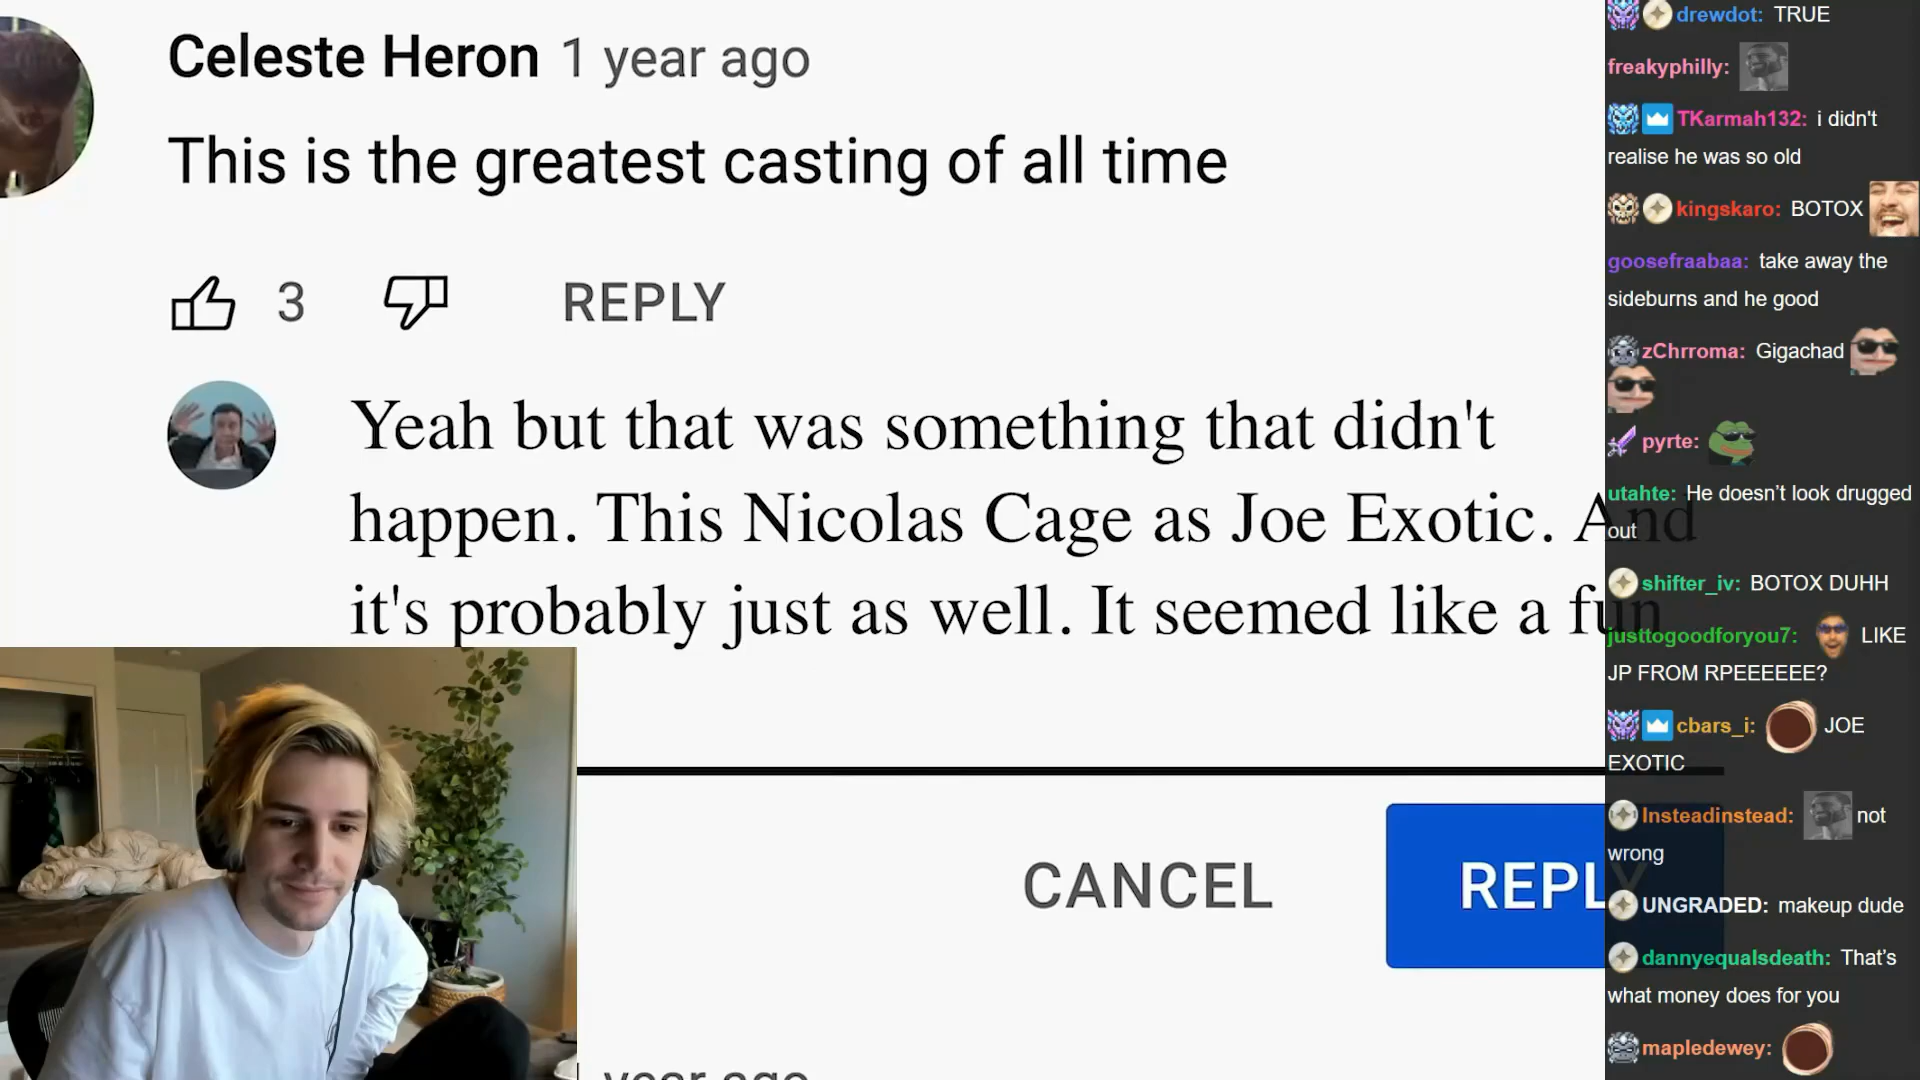 Celeste Heron 1 year ago
This is the greatest casting of all time
3 REPLY
Yeah but that was something that didn't
happen. This Nicolas Cage as Joe Exotic. And
it's probably just as well. It seemed like a fun
CANCEL REPLY
year ago
drewdot: TRUE
freakyphilly:
TKarmah132: i didn't
realise he was so old
kingskaro: BOTOX
goosefraabaa: take away the
sideburns and he good
zChrroma: Gigachad
pyrte:
utahte: He doesn’t look drugged
out
shifter_iv: BOTOX DUHH
justtogoodforyou7: LIKE
JP FROM RPEEEEEE?
cbars_i: JOE
EXOTIC
Insteadinstead: not
wrong
UNGRADED: makeup dude
dannyequalsdeath: That’s
what money does for you
mapledewey: